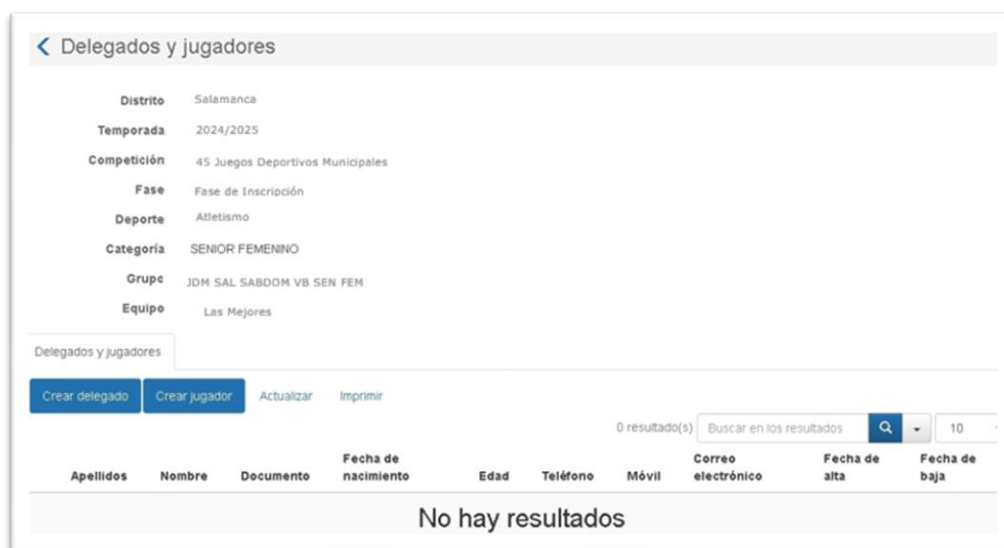 Delegados y jugadores
Distrito Salamanca
Temporada 2024/2025
Competición 45 Juegos Deportivos Municipales
Fase Fase de Inscripción
Deporte Atletismo
Categoría SENIOR FEMENINO
Grupo JDM SAL SABDOM VB SEN FEM
Equipo Las Mejores
Delegados y jugadores
Crear delegado Crear jugador Actualizar Imprimir
0 resultado(s) Buscar en los resultados 10
Apellidos Nombre Documento Fecha de nacimiento Edad Teléfono Móvil Correo electrónico Fecha de alta Fecha de baja
No hay resultados